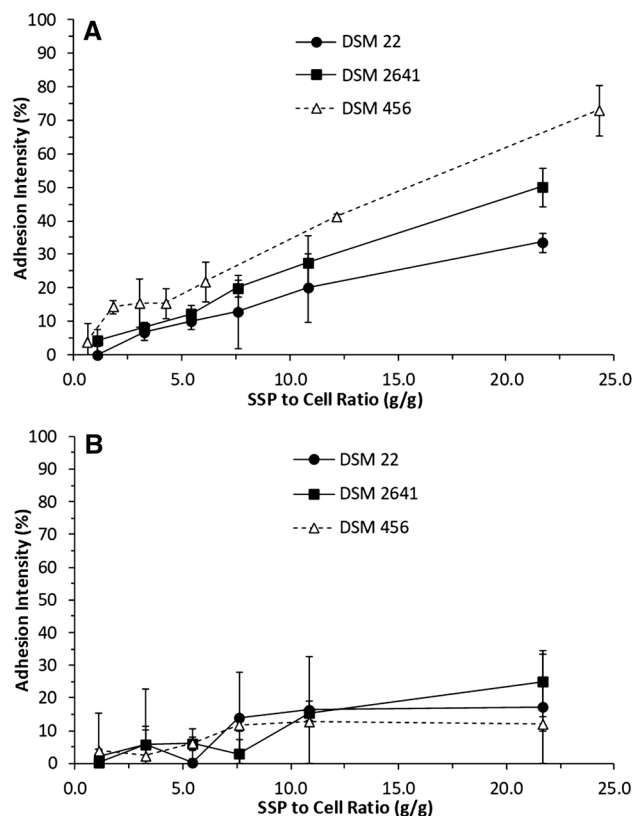 A
100
90
80
70
60
50
40
30
20
10
0
Adhesion Intensity (%)
DSM 22
DSM 2641
DSM 456
0.0 5.0 10.0 15.0 20.0 25.0
SSP to Cell Ratio (g/g)
B
100
90
80
70
60
50
40
30
20
10
0
Adhesion Intensity (%)
DSM 22
DSM 2641
DSM 456
0.0 5.0 10.0 15.0 20.0 25.0
SSP to Cell Ratio (g/g)